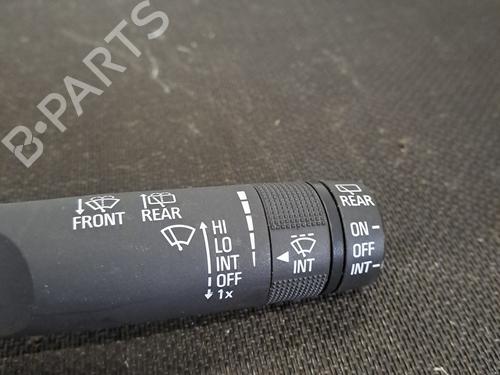 B-PARTS
FRONT
REAR
HI
LO
INT
OFF
1x
INT
REAR
ON
OFF
INT